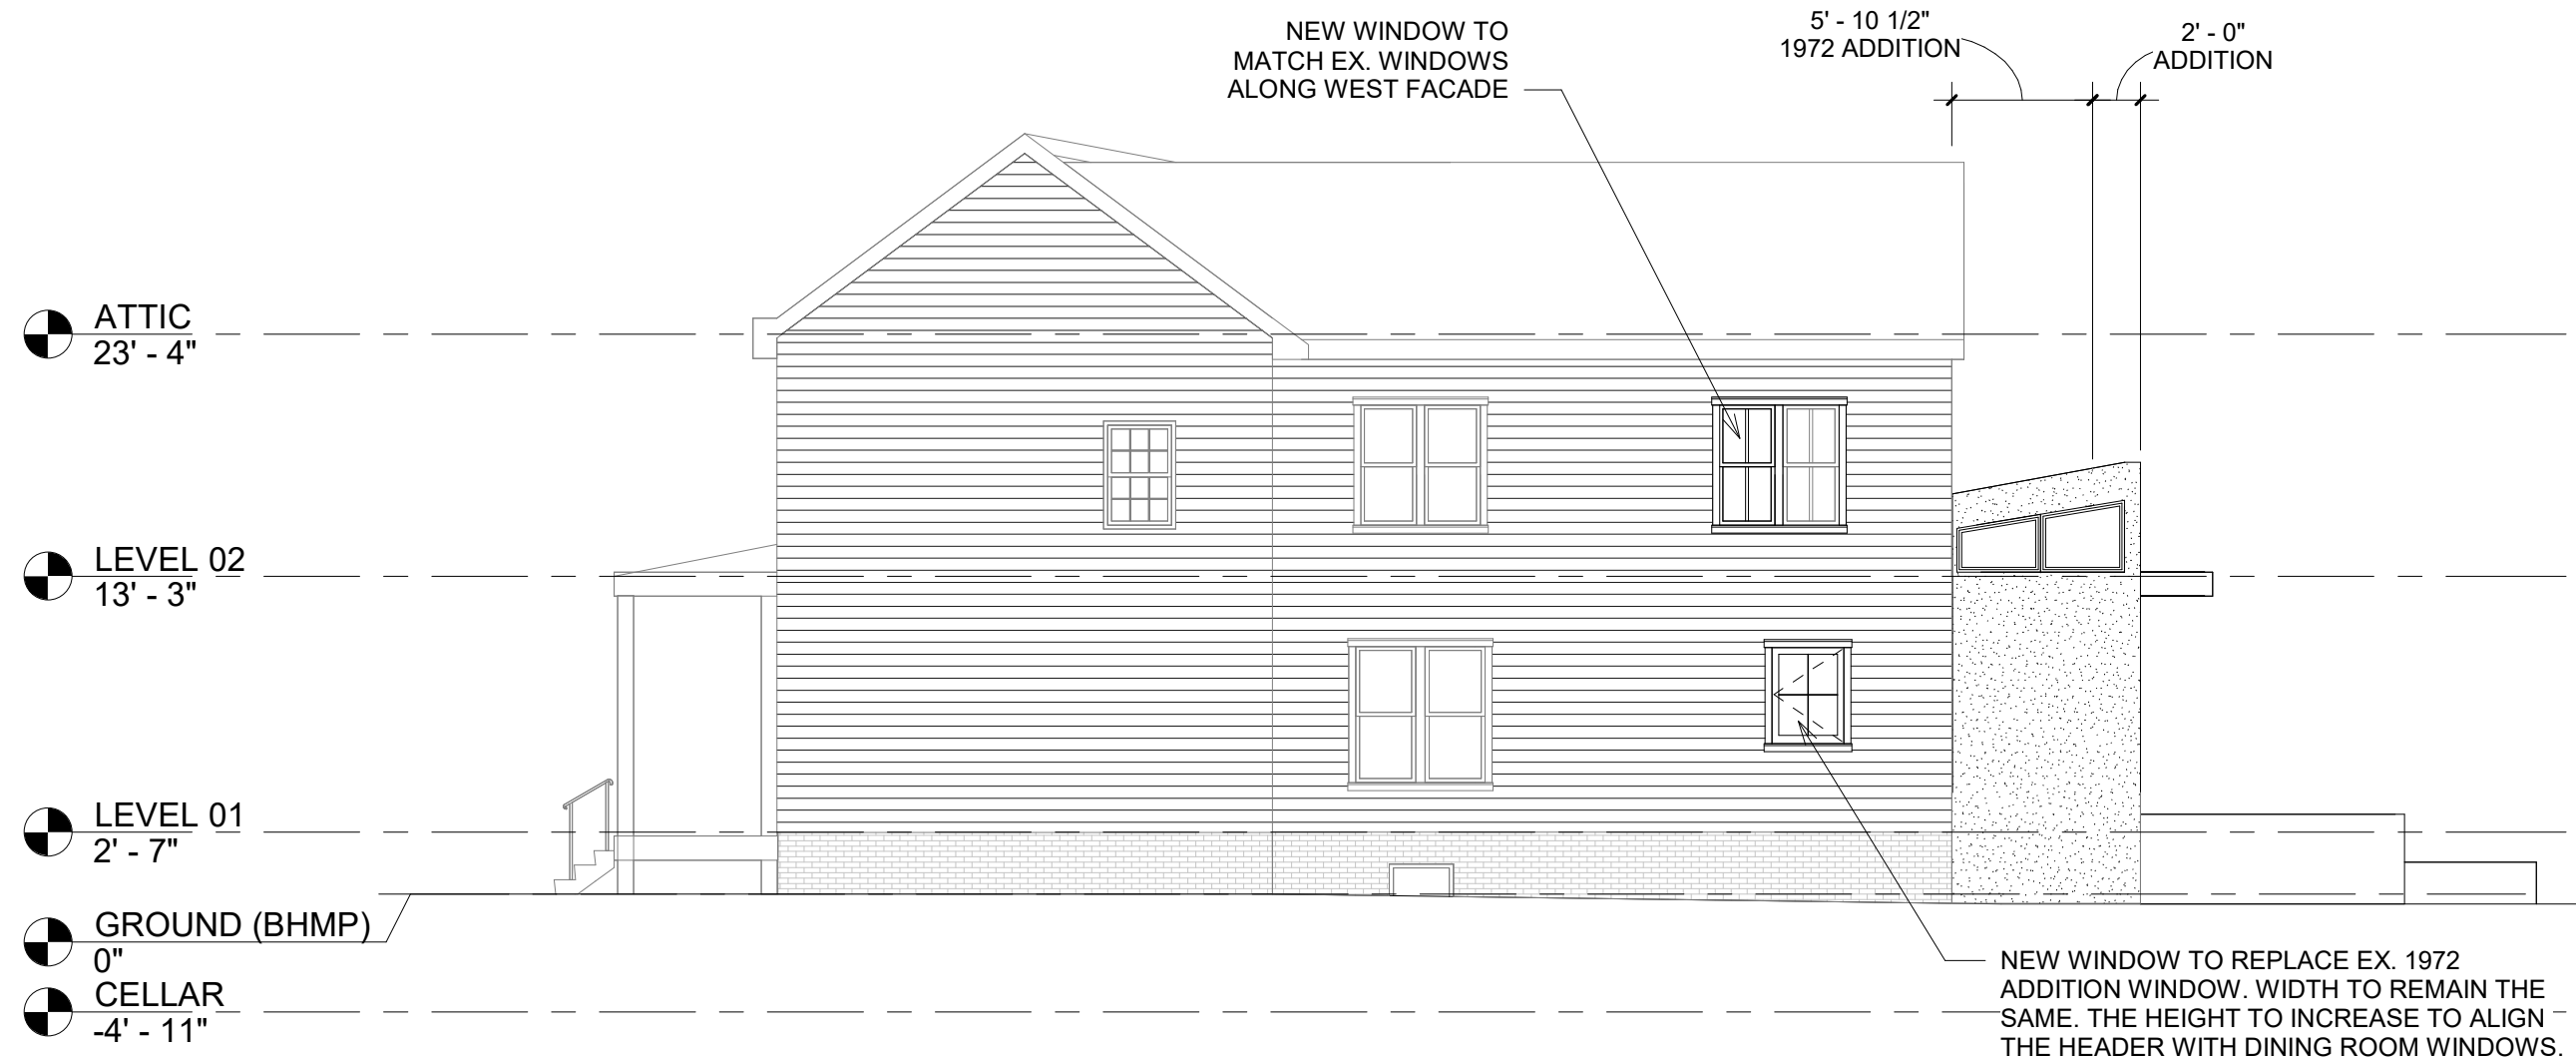 NEW WINDOW TO
MATCH EX. WINDOWS
ALONG WEST FACADE
5' - 10 1/2"
1972 ADDITION
2' - 0"
ADDITION
ATTIC
23' - 4"
LEVEL 02
13' - 3"
LEVEL 01
2' - 7"
GROUND (BHMP)
0"
CELLAR
-4' - 11"
NEW WINDOW TO REPLACE EX. 1972
ADDITION WINDOW. WIDTH TO REMAIN THE
SAME. THE HEIGHT TO INCREASE TO ALIGN
THE HEADER WITH DINING ROOM WINDOWS.